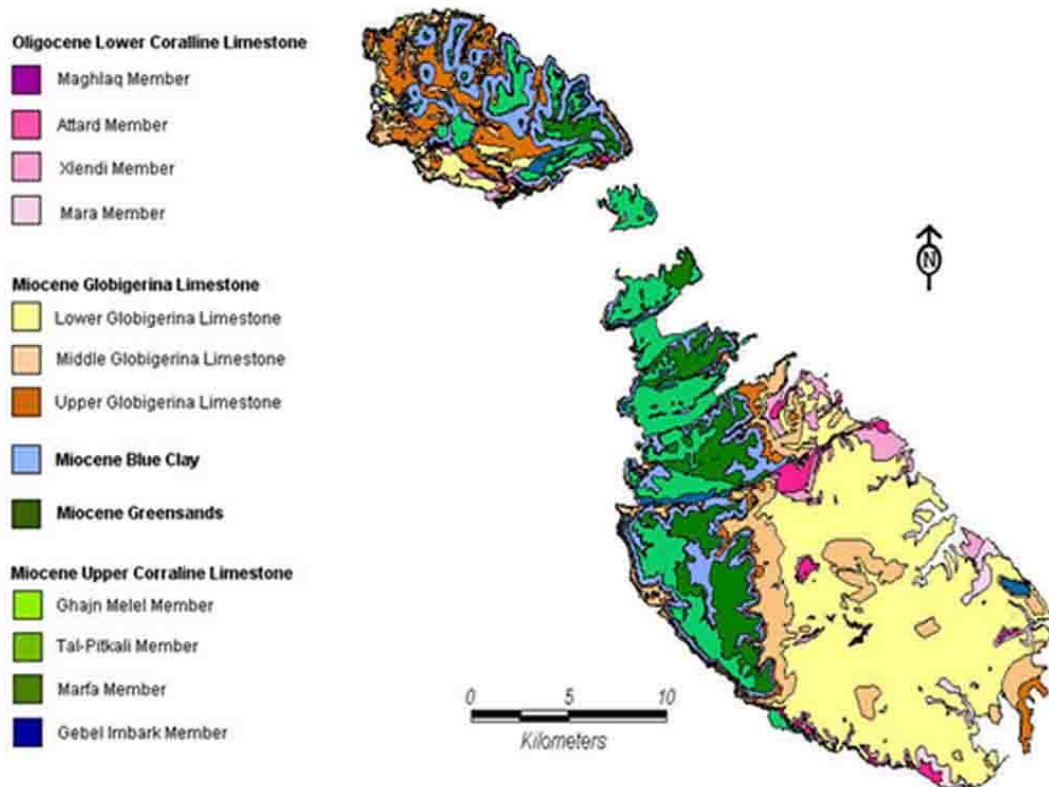 Oligocene Lower Coralline Limestone
Maghlaq Member
Attard Member
Xlendi Member
Mara Member
Miocene Globigerina Limestone
Lower Globigerina Limestone
Middle Globigerina Limestone
Upper Globigerina Limestone
Miocene Blue Clay
Miocene Greensands
Miocene Upper Corraline Limestone
Ghajn Melel Member
Tal-Pitkali Member
Marfa Member
Gebel Imbark Member
N
0 5 10
Kilometers